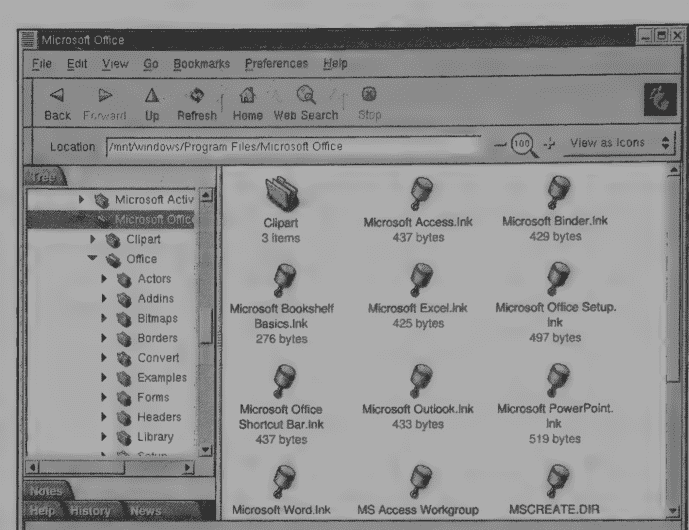 Microsoft Office
File Edit View Go Bookmarks Preferences Help
Back Forward Up Refresh Home Web Search Stop
Location /mnt/windows/Program Files/Microsoft Office 100 View as Icons
Tree
Microsoft Activ
Microsoft Office
Clipart
Office
Actors
Addins
Bitmaps
Borders
Convert
Examples
Forms
Headers
Library
Setup
Notes
Help History News
Clipart
3 items
Microsoft Access.lnk
437 bytes
Microsoft Binder.lnk
429 bytes
Microsoft Bookshelf
Basics.lnk
276 bytes
Microsoft Excel.lnk
425 bytes
Microsoft Office Setup.
lnk
497 bytes
Microsoft Office
Shortcut Bar.lnk
437 bytes
Microsoft Outlook.lnk
433 bytes
Microsoft PowerPoint.
lnk
519 bytes
Microsoft Word.lnk
MS Access Workgroup
MSCREATE.DIR